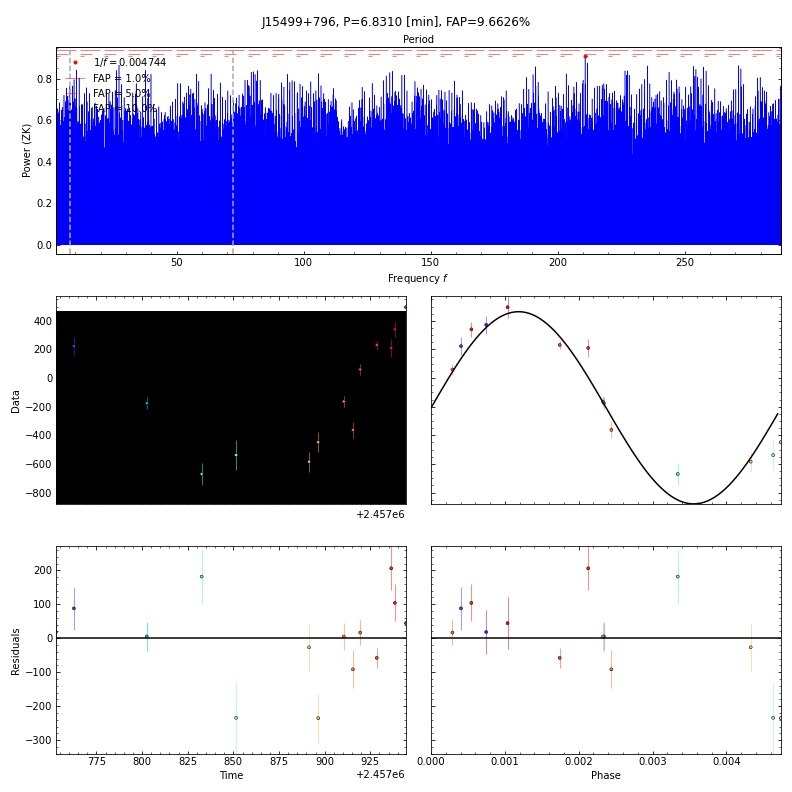 J15499+796, P=6.8310 [min], FAP=9.6626%
Period
1/f = 0.004744
FAP = 1.0%
FAP = 5.0%
FAP = 10.0%
Power (ZK)
0.8
0.6
0.4
0.2
0.0
50
100
150
200
250
Frequency f
Data
400
200
0
−200
−400
−600
−800
+2.457e6
Residuals
200
100
0
−100
−200
−300
775
800
825
850
875
900
925
Time
+2.457e6
0.000
0.001
0.002
0.003
0.004
Phase